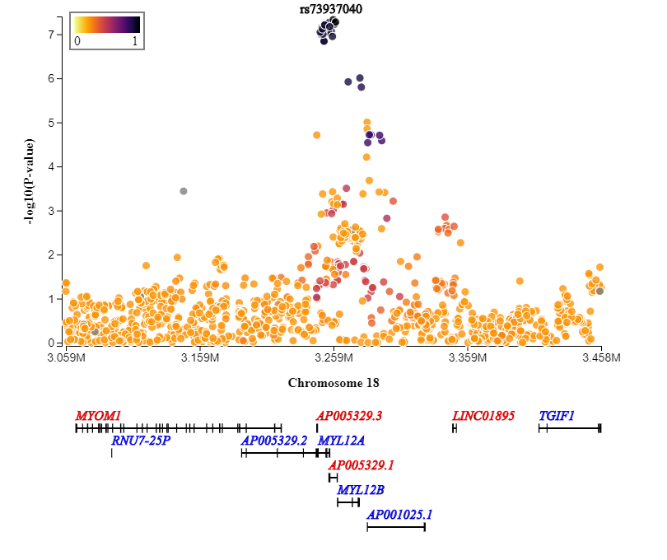 rs73937040
0 1
7
6
5
4
3
2
1
0
-log10(P-value)
3.059M 3.159M 3.259M 3.359M 3.458M
Chromosome 18
MYOM1 AP005329.3 LINC01895 TGIF1
RNU7-25P AP005329.2 MYL12A
AP005329.1
MYL12B
AP001025.1